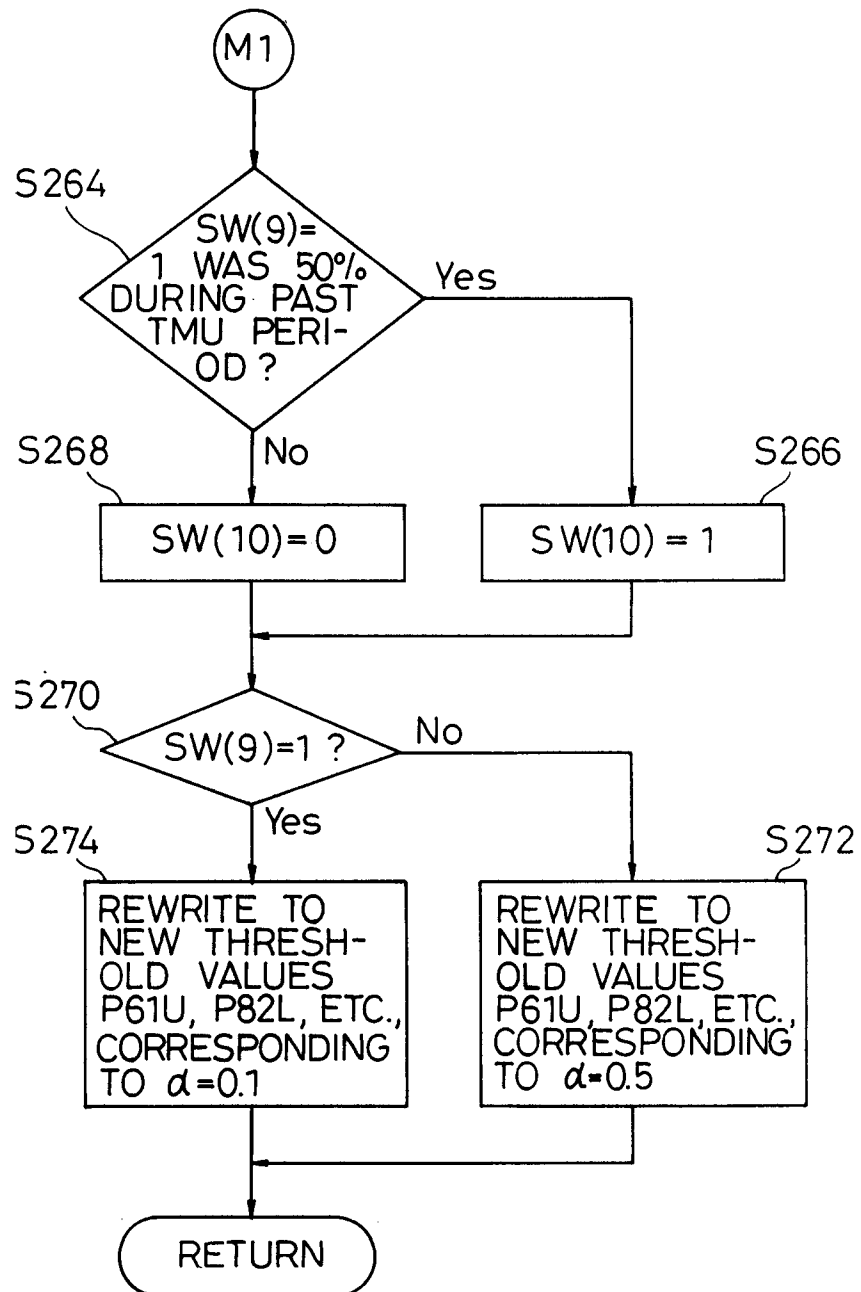 M1
S264
SW(9)=
1 WAS 50%
DURING PAST
TMU PERI-
OD?
Yes
No
S268
SW(10)=0
S266
SW(10)=1
S270
SW(9)=1 ?
No
Yes
S274
REWRITE TO
NEW THRESH-
OLD VALUES
P61U, P82L, ETC.,
CORRESPONDING
TO α=0.1
S272
REWRITE TO
NEW THRESH-
OLD VALUES
P61U, P82L, ETC.,
CORRESPONDING
TO α=0.5
RETURN